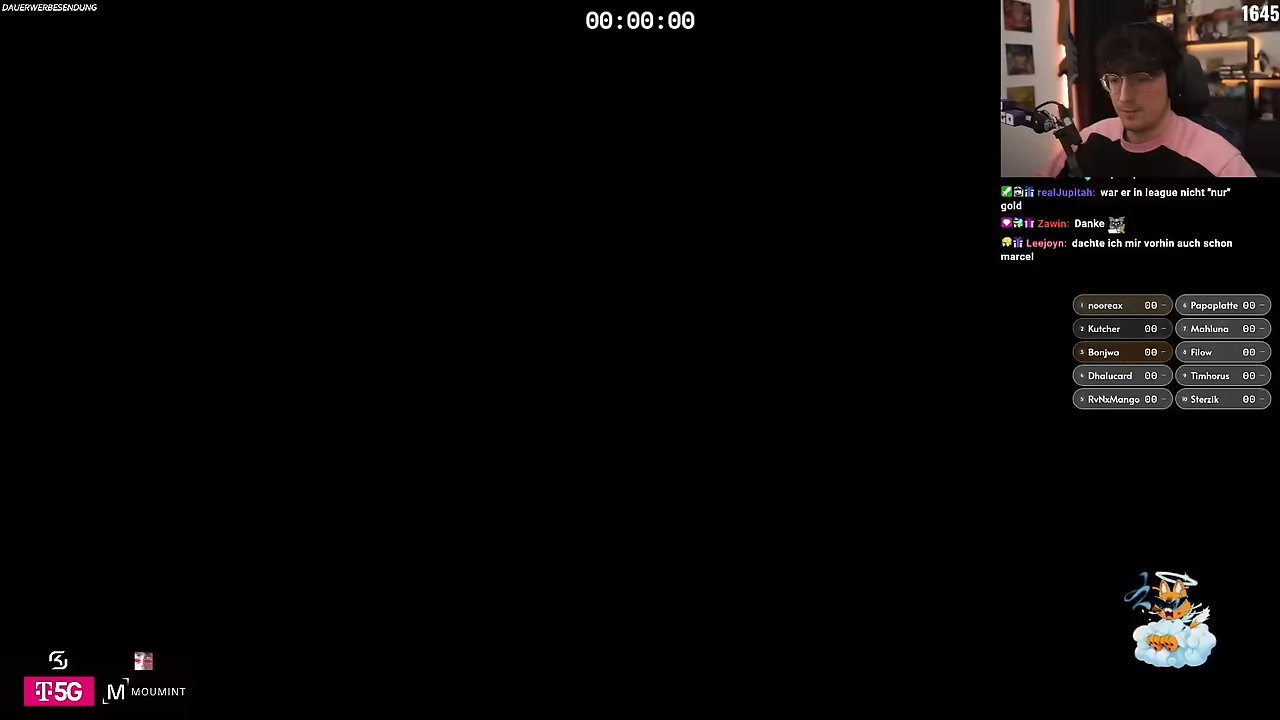 DAUERWERBESENDUNG
00:00:00
1645
realJupitah: war er in league nicht "nur"
gold
Zawin: Danke
Leejoyn: dachte ich mir vorhin auch schon
marcel
1 nooreax 00 -
6 Papaplatte 00 -
2 Kutcher 00 -
7 Mahluna 00 -
3 Bonjwa 00 -
8 Filow 00 -
4 Dhalucard 00 -
9 Timhorus 00 -
5 RvNxMango 00 -
10 Sterzik 00 -
T 5G
M MOUMINT